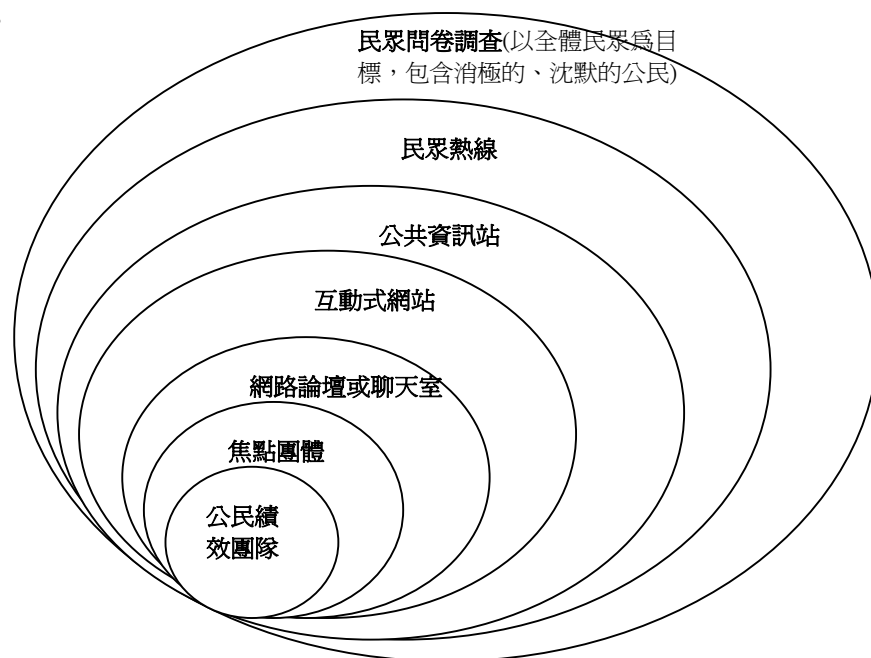 民眾問卷調查(以全體民眾為目
標，包含消極的、沈默的公民)
民眾熱線
公共資訊站
互動式網站
網路論壇或聊天室
焦點團體
公民績
效團隊